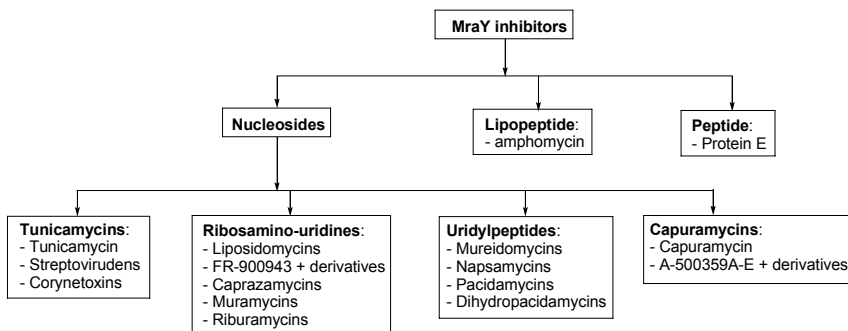 MraY inhibitors
Nucleosides
Lipopeptide:
- amphomycin
Peptide:
- Protein E
Tunicamycins:
- Tunicamycin
- Streptovirudens
- Corynetoxins
Ribosamino-uridines:
- Liposidomycins
- FR-900943 + derivatives
- Caprazamycins
- Muramycins
- Riburamycins
Uridylpeptides:
- Mureidomycins
- Napsamycins
- Pacidamycins
- Dihydropacidamycins
Capuramycins:
- Capuramycin
- A-500359A-E + derivatives